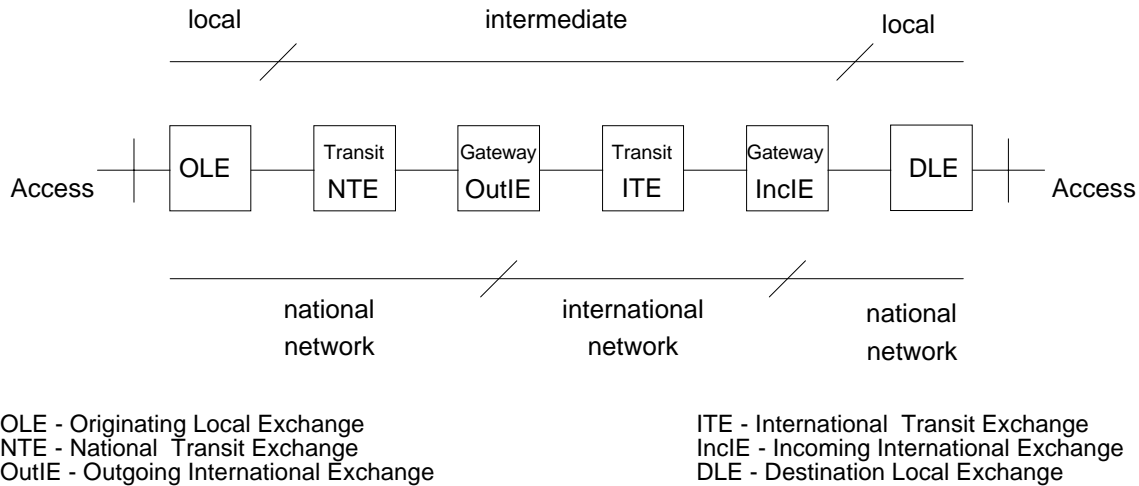 local intermediate local
Transit Gateway Transit Gateway
OLE NTE OutIE ITE IncIE DLE
Access Access
national international national
network network network
OLE - Originating Local Exchange
NTE - National Transit Exchange
OutIE - Outgoing International Exchange
ITE - International Transit Exchange
IncIE - Incoming International Exchange
DLE - Destination Local Exchange